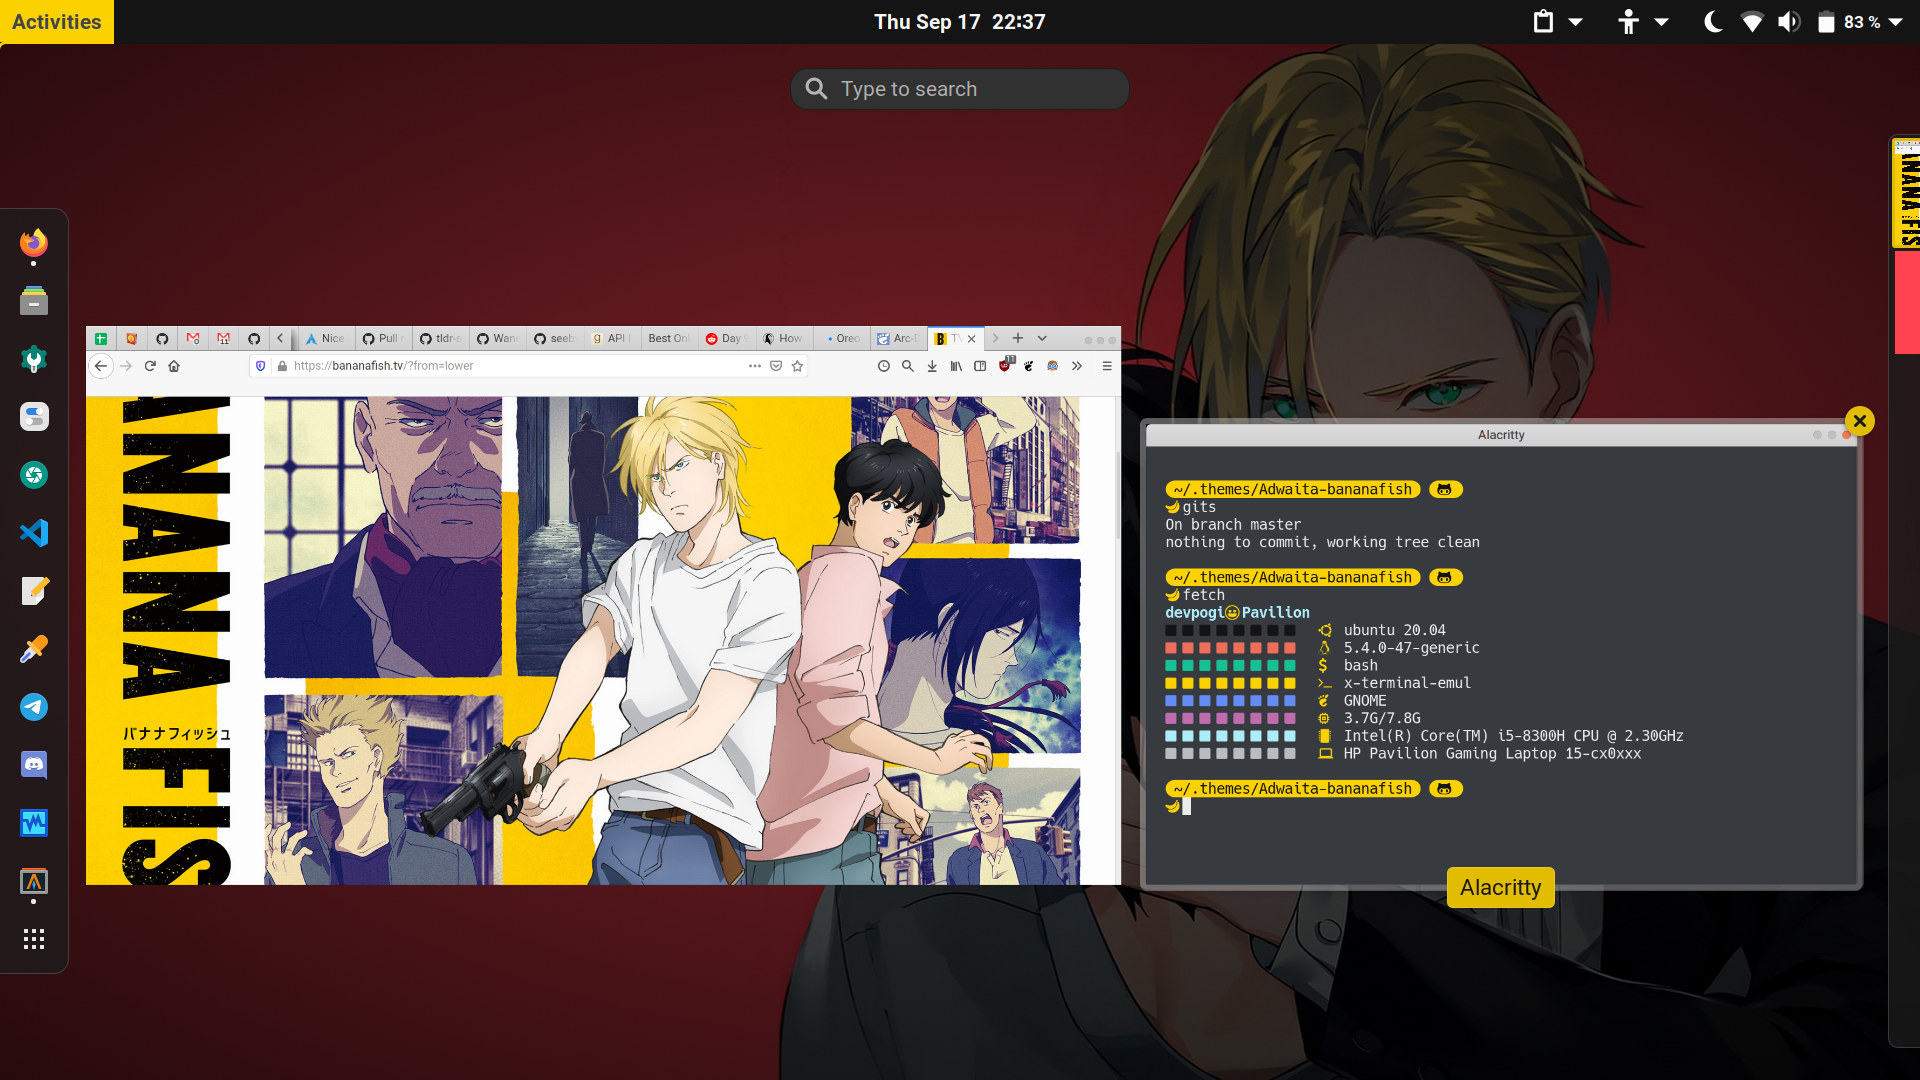 Activities
Thu Sep 17  22:37
83 %
Type to search
Nice
Pull
tldr-
Wan
seeb
API
Best Onl
Day
How
Oreo
Arc-
B
https://bananafish.tv/?from=lower
11
ANANA FIS
バナナフィッシュ
ANANA FIS
Alacritty
~/.themes/Adwaita-bananafish
gits
On branch master
nothing to commit, working tree clean
~/.themes/Adwaita-bananafish
fetch
devpogi Pavilion
ubuntu 20.04
5.4.0-47-generic
$ bash
>_ x-terminal-emul
GNOME
3.7G/7.8G
Intel(R) Core(TM) i5-8300H CPU @ 2.30GHz
HP Pavilion Gaming Laptop 15-cx0xxx
~/.themes/Adwaita-bananafish
Alacritty